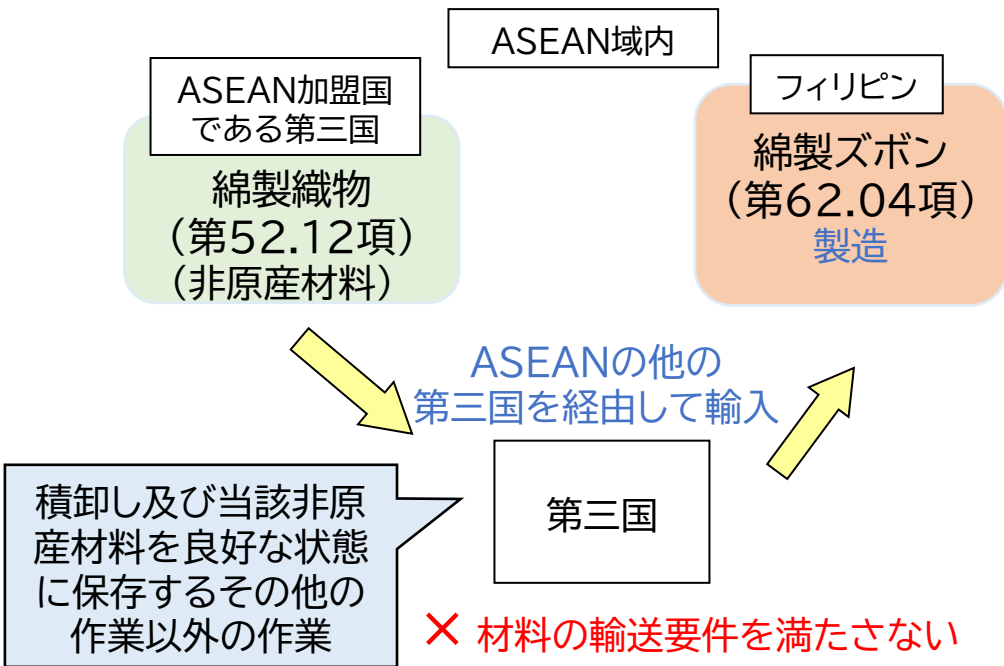 ASEAN域内
ASEAN加盟国
である第三国
綿製織物
（第52.12項）
（非原産材料）
フィリピン
綿製ズボン
（第62.04項）
製造
ASEANの他の
第三国を経由して輸入
第三国
積卸し及び当該非原
産材料を良好な状態
に保存するその他の
作業以外の作業
× 材料の輸送要件を満たさない